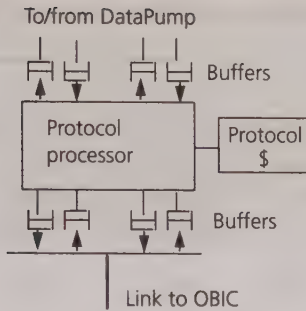 To/from DataPump
Buffers
Protocol
processor
Protocol
$
Buffers
Link to OBIC